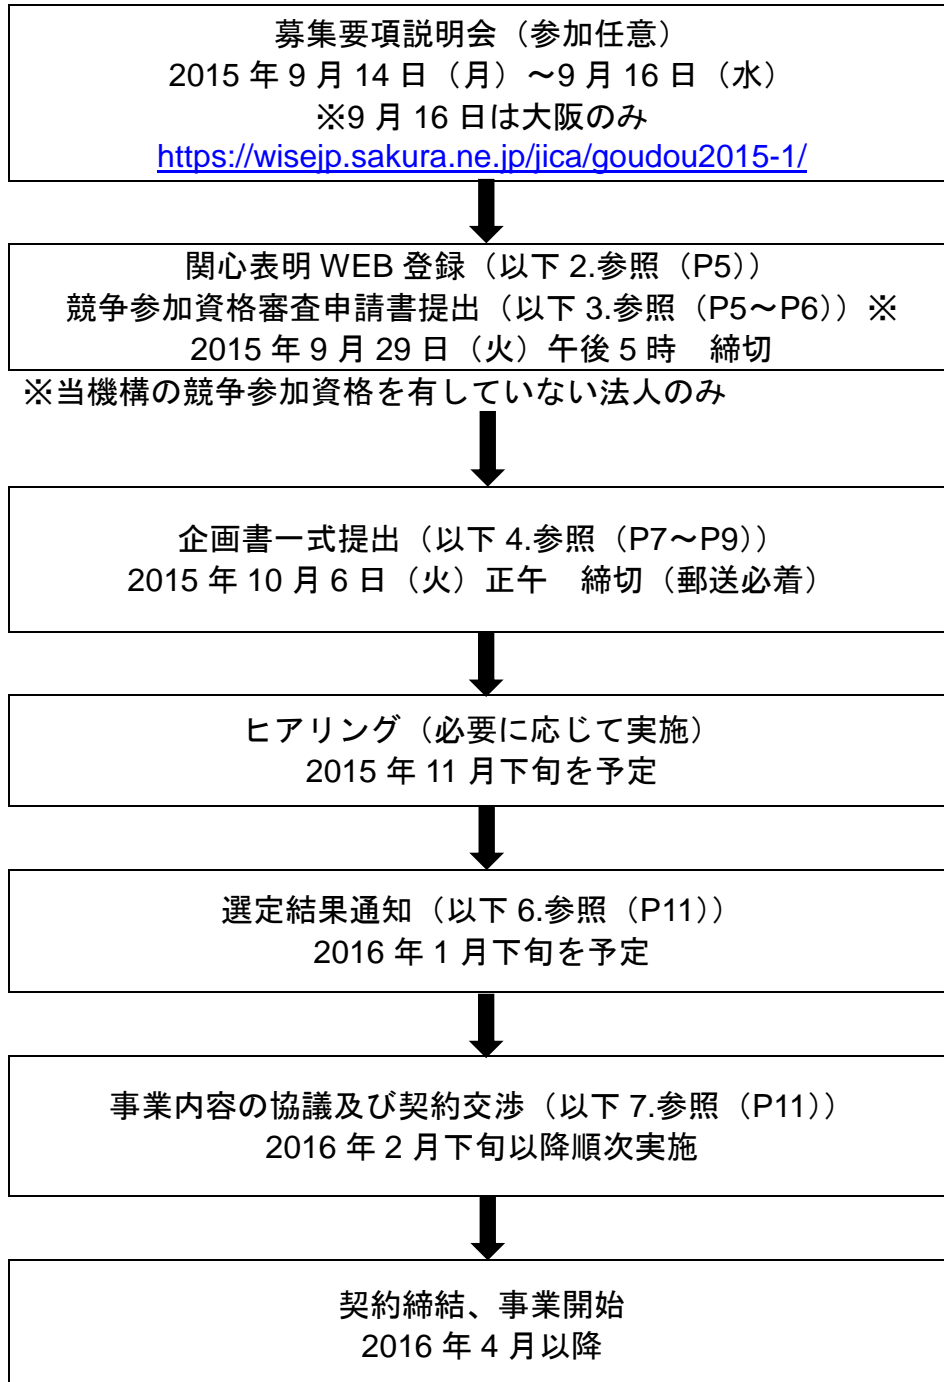 募集要項説明会（参加任意）
2015 年 9 月 14 日（月）～9 月 16 日（水）
※9 月 16 日は大阪のみ
https://wisejp.sakura.ne.jp/jica/goudou2015-1/
関心表明 WEB 登録（以下 2.参照（P5））
競争参加資格審査申請書提出（以下 3.参照（P5～P6））※
2015 年 9 月 29 日（火）午後 5 時　締切
※当機構の競争参加資格を有していない法人のみ
企画書一式提出（以下 4.参照（P7～P9））
2015 年 10 月 6 日（火）正午　締切（郵送必着）
ヒアリング（必要に応じて実施）
2015 年 11 月下旬を予定
選定結果通知（以下 6.参照（P11））
2016 年 1 月下旬を予定
事業内容の協議及び契約交渉（以下 7.参照（P11））
2016 年 2 月下旬以降順次実施
契約締結、事業開始
2016 年 4 月以降